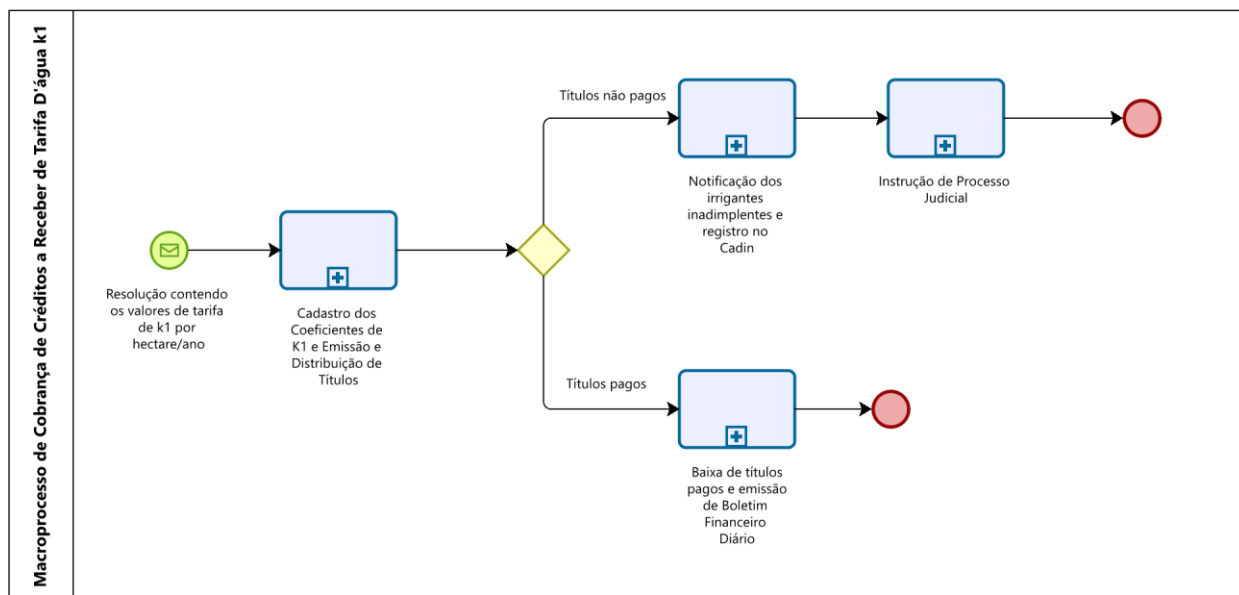 Macroprocesso de Cobrança de Créditos a Receber de Tarifa D'água k1
Resolução contendo
os valores de tarifa
de k1 por
hectare/ano
Cadastro dos
Coeficientes de
K1 e Emissão e
Distribuição de
Títulos
Títulos não pagos
Notificação dos
irrigantes
inadimplentes e
registro no
Cadin
Instrução de Processo
Judicial
Títulos pagos
Baixa de títulos
pagos e emissão
de Boletim
Financeiro
Diário